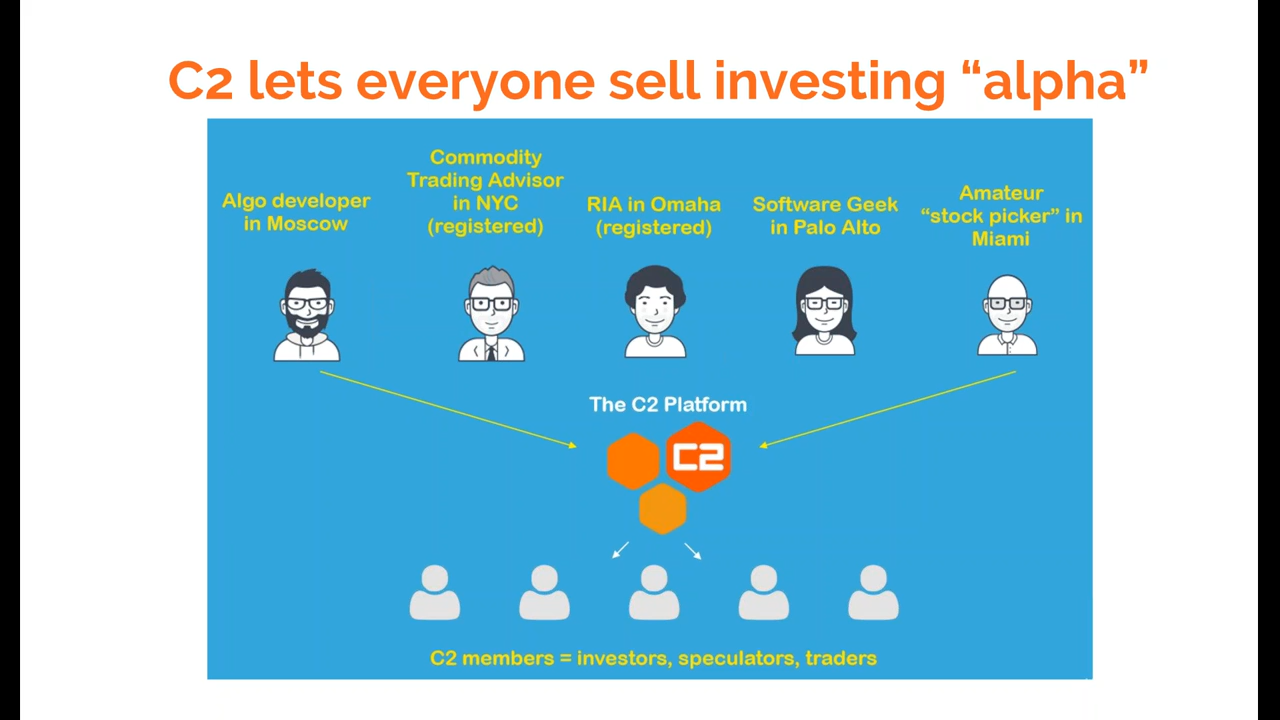 C2 lets everyone sell investing “alpha”
Algo developer
in Moscow
Commodity
Trading Advisor
in NYC
(registered)
RIA in Omaha
(registered)
Software Geek
in Palo Alto
Amateur
“stock picker” in
Miami
The C2 Platform
C2
C2 members = investors, speculators, traders